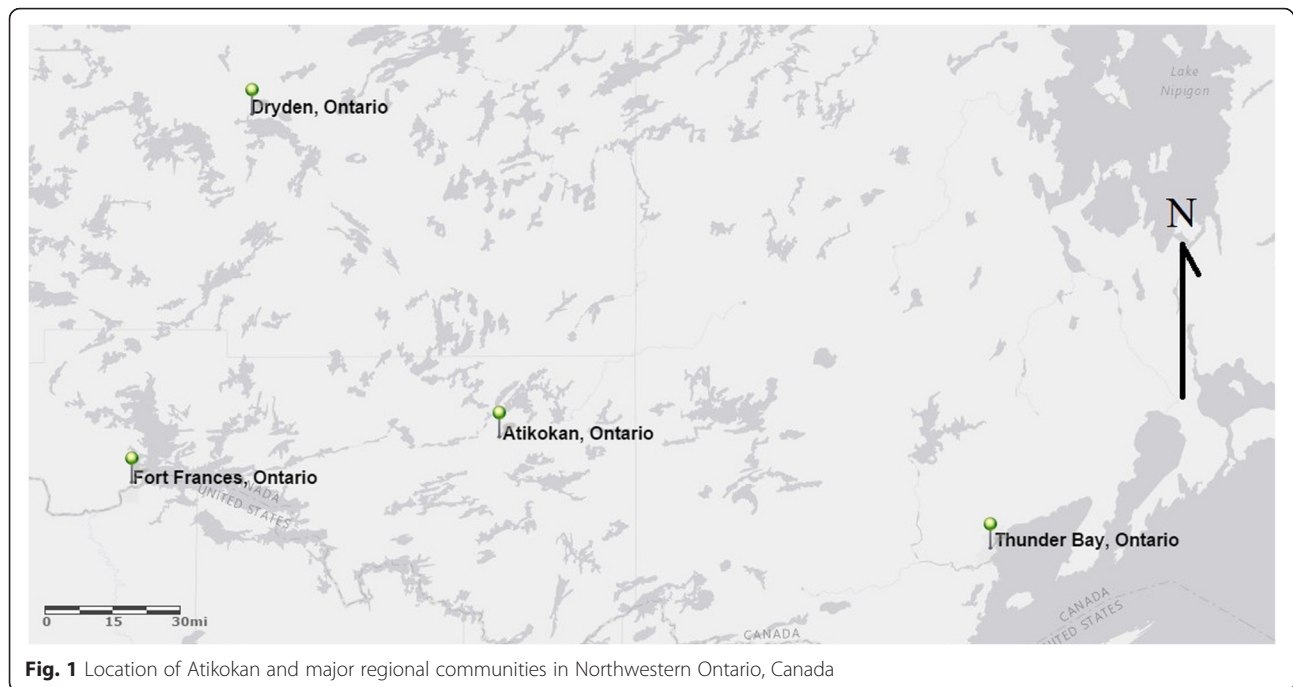 Lake
Nipigon
Dryden, Ontario
N
Atikokan, Ontario
Fort Frances, Ontario
CANADA
UNITED STATES
Thunder Bay, Ontario
CANADA
UNITED STATES
0 15 30mi
CANADA
Fig. 1 Location of Atikokan and major regional communities in Northwestern Ontario, Canada